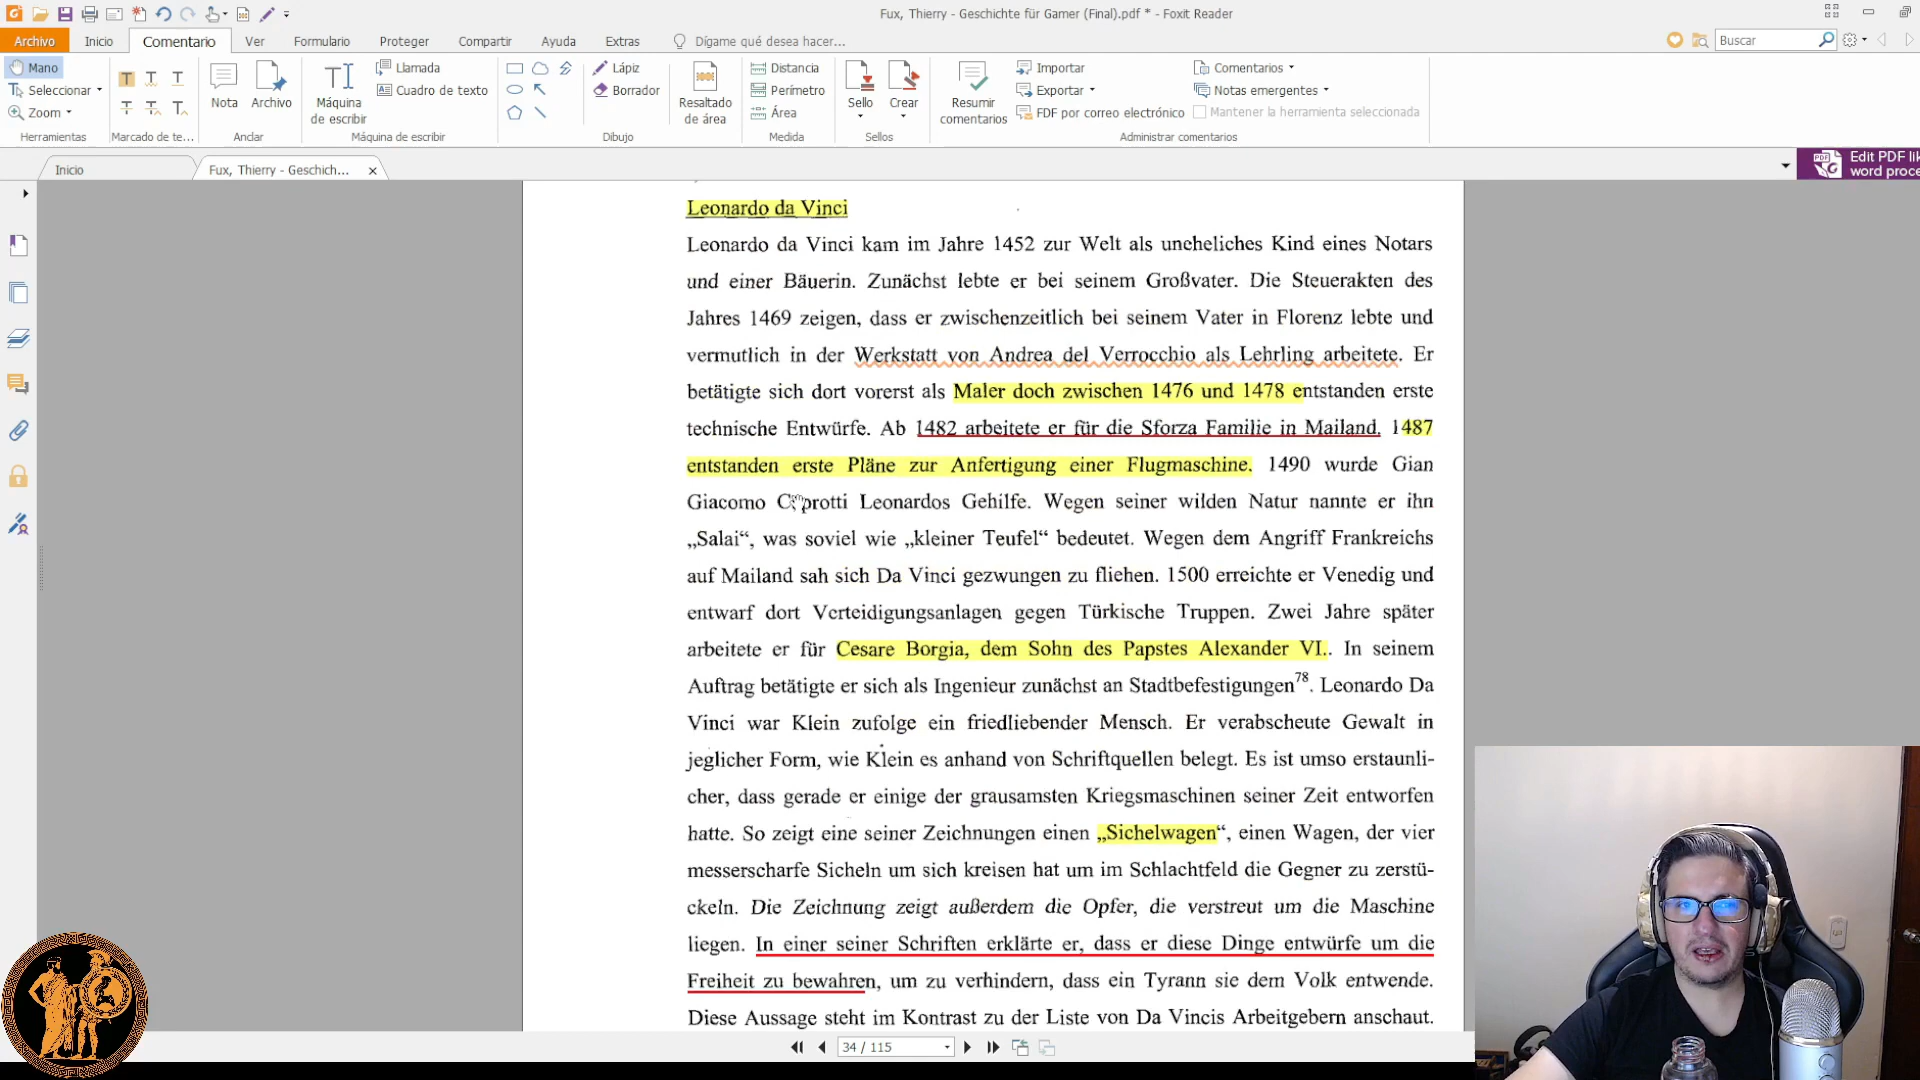 Fux, Thierry - Geschichte für Gamer (Final).pdf * - Foxit Reader
Archivo Inicio Comentario Ver Formulario Proteger Compartir Ayuda Extras Dígame qué desea hacer... Buscar
Mano
Seleccionar
Zoom
Herramientas
Marcado de te...
Nota
Archivo
Anclar
Máquina
de escribir
Llamada
Cuadro de texto
Máquina de escribir
Lápiz
Borrador
Dibujo
Resaltado
de área
Distancia
Perímetro
Área
Medida
Sello
Crear
Sellos
Resumir
comentarios
Importar
Exportar
FDF por correo electrónico
Comentarios
Notas emergentes
Mantener la herramienta seleccionada
Administrar comentarios
Inicio
Fux, Thierry - Geschich...
Edit PDF lik
word proce
Leonardo da Vinci
Leonardo da Vinci kam im Jahre 1452 zur Welt als uneheliches Kind eines Notars
und einer Bäuerin. Zunächst lebte er bei seinem Großvater. Die Steuerakten des
Jahres 1469 zeigen, dass er zwischenzeitlich bei seinem Vater in Florenz lebte und
vermutlich in der Werkstatt von Andrea del Verrocchio als Lehrling arbeitete. Er
betätigte sich dort vorerst als Maler doch zwischen 1476 und 1478 entstanden erste
technische Entwürfe. Ab 1482 arbeitete er für die Sforza Familie in Mailand. 1487
entstanden erste Pläne zur Anfertigung einer Flugmaschine. 1490 wurde Gian
Giacomo Caprotti Leonardos Gehilfe. Wegen seiner wilden Natur nannte er ihn
„Salai“, was soviel wie „kleiner Teufel“ bedeutet. Wegen dem Angriff Frankreichs
auf Mailand sah sich Da Vinci gezwungen zu fliehen. 1500 erreichte er Venedig und
entwarf dort Verteidigungsanlagen gegen Türkische Truppen. Zwei Jahre später
arbeitete er für Cesare Borgia, dem Sohn des Papstes Alexander VI.. In seinem
Auftrag betätigte er sich als Ingenieur zunächst an Stadtbefestigungen78. Leonardo Da
Vinci war Klein zufolge ein friedliebender Mensch. Er verabscheute Gewalt in
jeglicher Form, wie Klein es anhand von Schriftquellen belegt. Es ist umso erstaunli-
cher, dass gerade er einige der grausamsten Kriegsmaschinen seiner Zeit entworfen
hatte. So zeigt eine seiner Zeichnungen einen „Sichelwagen“, einen Wagen, der vier
messerscharfe Sicheln um sich kreisen hat um im Schlachtfeld die Gegner zu zerstü-
ckeln. Die Zeichnung zeigt außerdem die Opfer, die verstreut um die Maschine
liegen. In einer seiner Schriften erklärte er, dass er diese Dinge entwürfe um die
Freiheit zu bewahren, um zu verhindern, dass ein Tyrann sie dem Volk entwende.
Diese Aussage steht im Kontrast zu der Liste von Da Vincis Arbeitgebern anschaut.
34 / 115